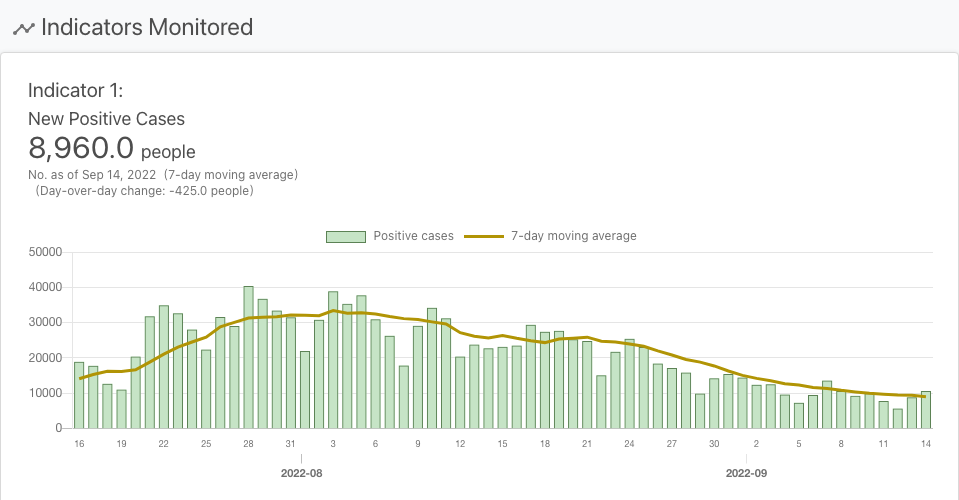 Indicators Monitored
Indicator 1:
New Positive Cases
8,960.0 people
No. as of Sep 14, 2022 (7-day moving average)
(Day-over-day change: -425.0 people)
Positive cases 7-day moving average
50000
40000
30000
20000
10000
0
16 19 22 25 28 31 3 6 9 12 15 18 21 24 27 30 2 5 8 11 14
2022-08 2022-09